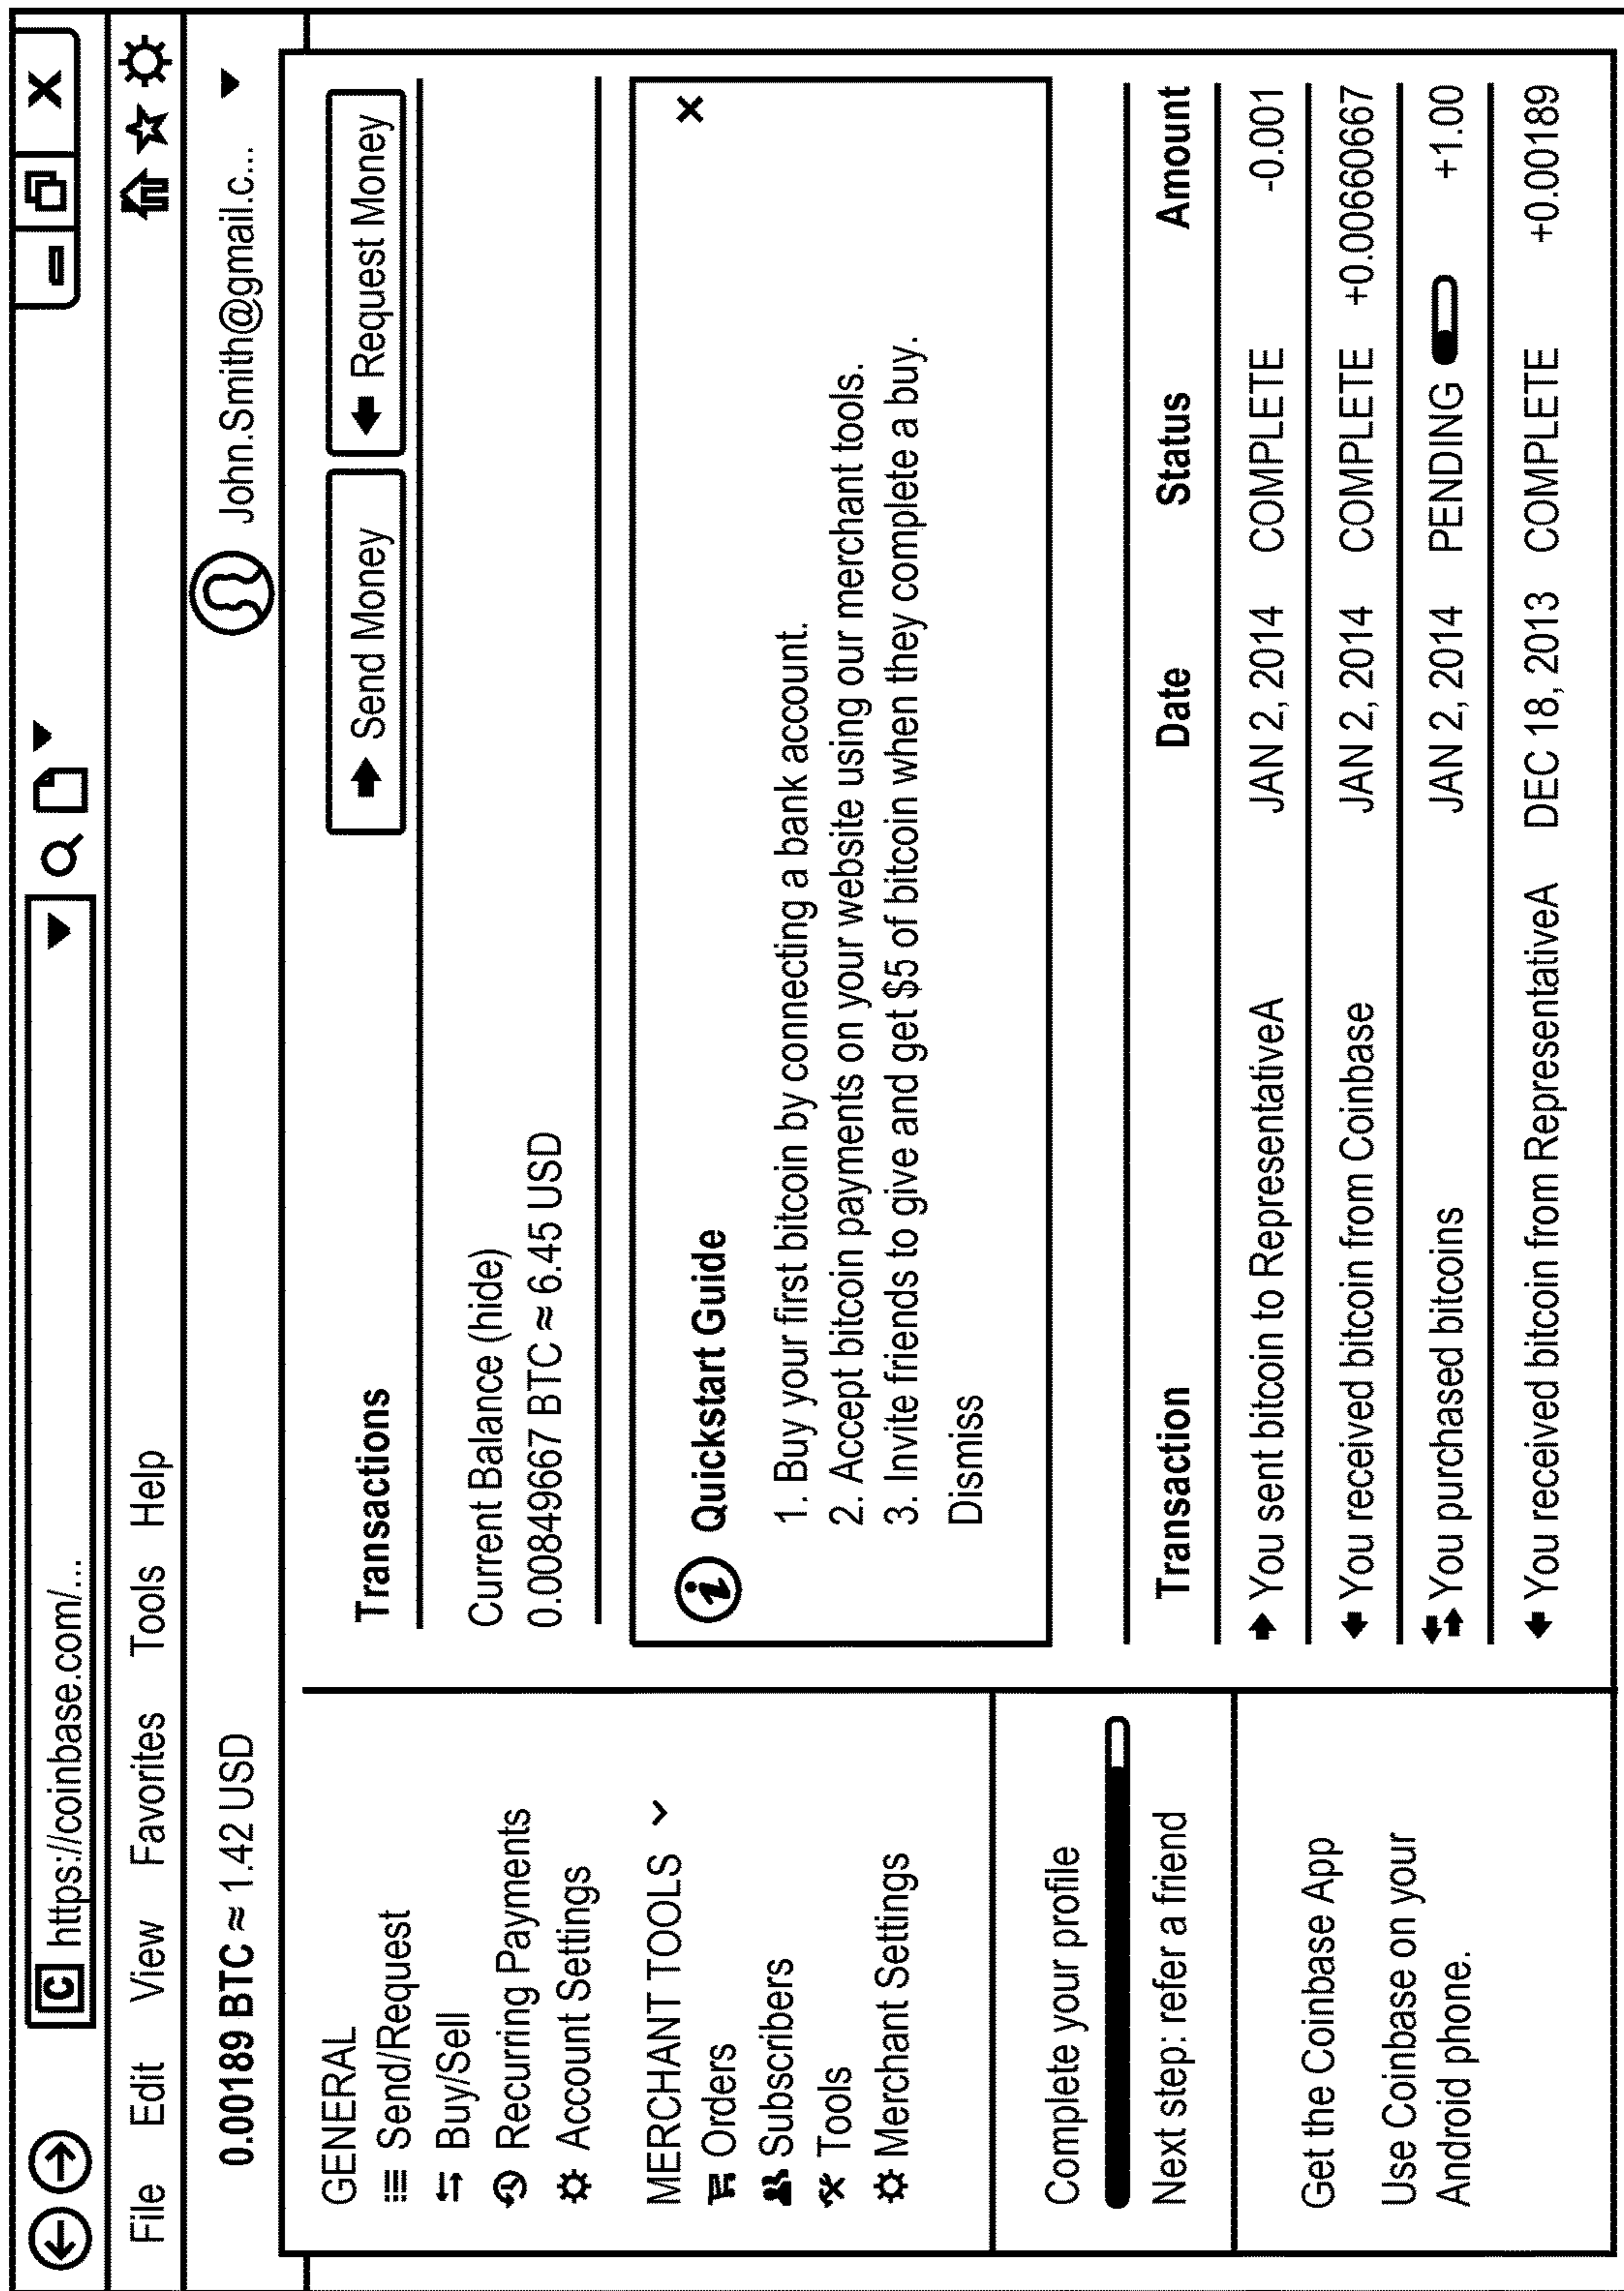 C https://coinbase.com/...
X
File Edit View Favorites Tools Help
0.00189 BTC ≈ 1.42 USD
John.Smith@gmail.c...
GENERAL
Send/Request
Buy/Sell
Recurring Payments
Account Settings
MERCHANT TOOLS
Orders
Subscribers
Tools
Merchant Settings
Complete your profile
Next step: refer a friend
Get the Coinbase App
Use Coinbase on your
Android phone.
Transactions
Send Money
Request Money
Current Balance (hide)
0.00849667 BTC ≈ 6.45 USD
i Quickstart Guide
1. Buy your first bitcoin by connecting a bank account.
2. Accept bitcoin payments on your website using our merchant tools.
3. Invite friends to give and get $5 of bitcoin when they complete a buy.
Dismiss
Transaction Date Status Amount
You sent bitcoin to RepresentativeA JAN 2, 2014 COMPLETE -0.001
You received bitcoin from Coinbase JAN 2, 2014 COMPLETE +0.00660667
You purchased bitcoins JAN 2, 2014 PENDING +1.00
You received bitcoin from RepresentativeA DEC 18, 2013 COMPLETE +0.00189